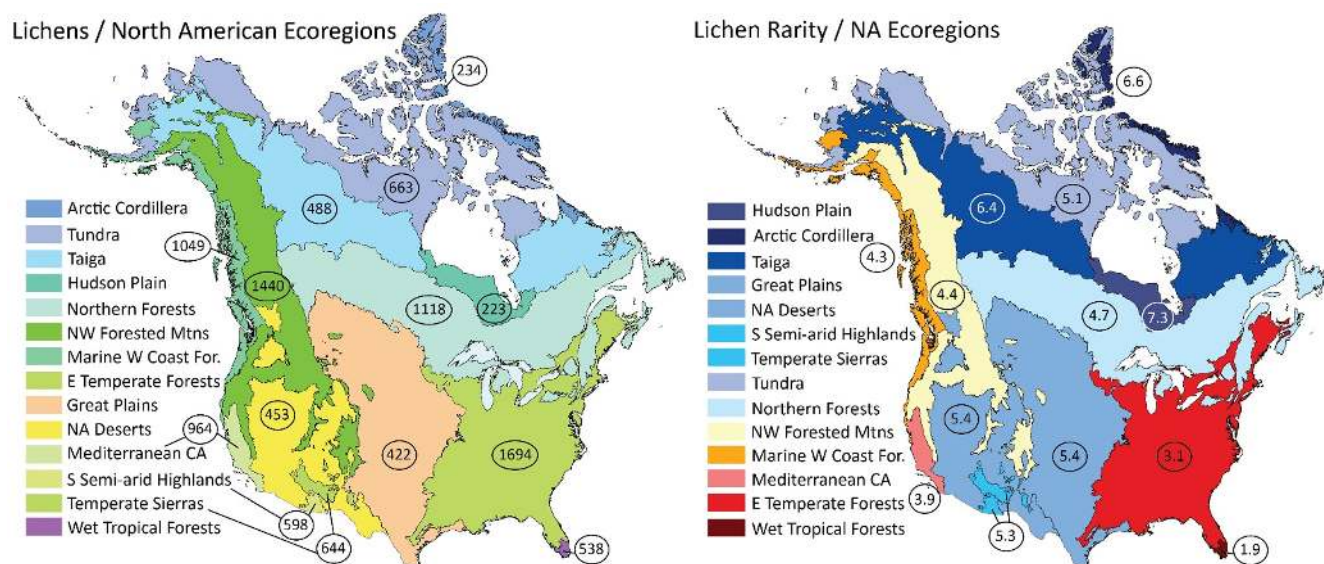 Lichens / North American Ecoregions
234
663
488
1049
1440
1118
223
453
964
422
1694
598
644
538
Arctic Cordillera
Tundra
Taiga
Hudson Plain
Northern Forests
NW Forested Mtns
Marine W Coast For.
E Temperate Forests
Great Plains
NA Deserts
Mediterranean CA
S Semi-arid Highlands
Temperate Sierras
Wet Tropical Forests
Lichen Rarity / NA Ecoregions
6.6
5.1
6.4
4.3
4.4
4.7
7.3
5.4
5.4
3.1
3.9
5.3
1.9
Hudson Plain
Arctic Cordillera
Taiga
Great Plains
NA Deserts
S Semi-arid Highlands
Temperate Sierras
Tundra
Northern Forests
NW Forested Mtns
Marine W Coast For.
Mediterranean CA
E Temperate Forests
Wet Tropical Forests